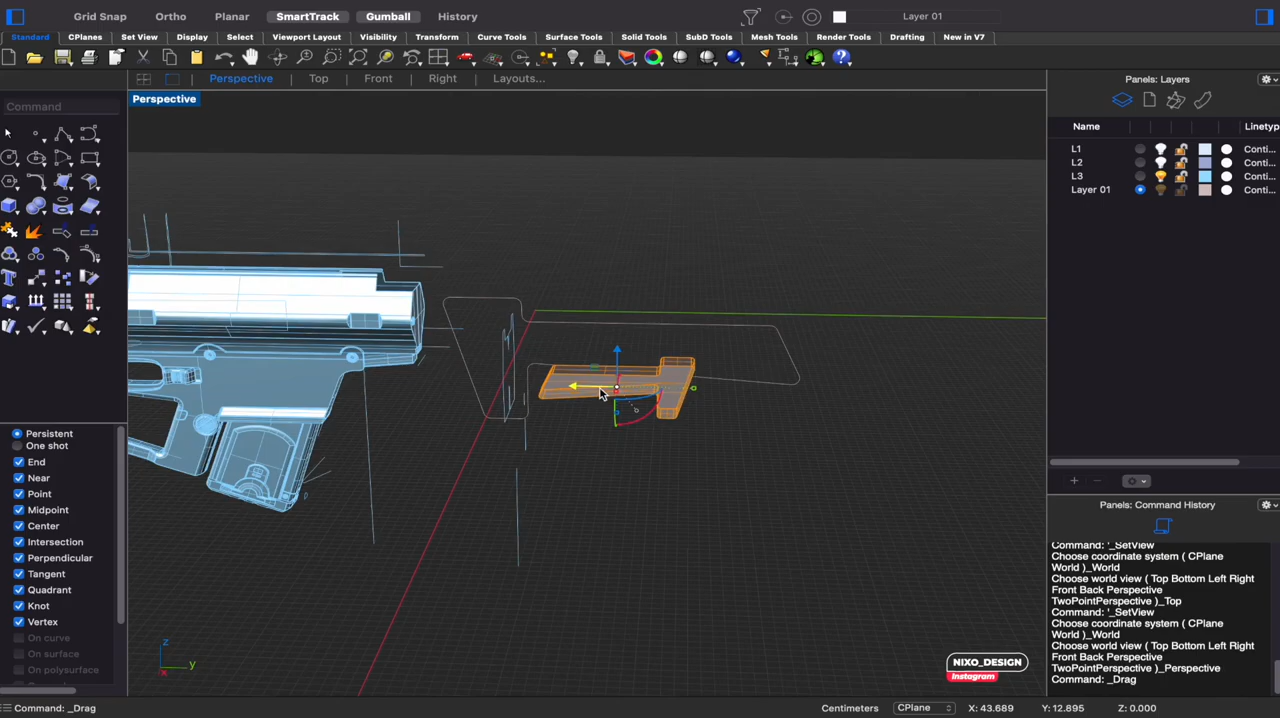 Grid Snap Ortho Planar SmartTrack Gumball History Layer 01
Standard CPlanes Set View Display Select Viewport Layout Visibility Transform Curve Tools Surface Tools Solid Tools SubD Tools Mesh Tools Render Tools Drafting New in V7
Perspective Top Front Right Layouts...
Panels: Layers
Perspective
Command
Name Linetyp
L1 Conti...
L2 Conti...
L3 Conti...
Layer 01 Conti...
Persistent
One shot
End
Near
Point
Midpoint
Center
Intersection
Perpendicular
Tangent
Quadrant
Knot
Vertex
On curve
On surface
On polysurface
z
y
x
Panels: Command History
Command: '_SetView
Choose coordinate system ( CPlane
World )_World
Choose world view ( Top Bottom Left Right
Front Back Perspective
TwoPointPerspective )_Top
Command: '_SetView
Choose coordinate system ( CPlane
World )_World
Choose world view ( Top Bottom Left Right
Front Back Perspective
TwoPointPerspective )_Perspective
Command: _Drag
NIXO_DESIGN
Instagram
Command: _Drag Centimeters CPlane X: 43.689 Y: 12.895 Z: 0.000